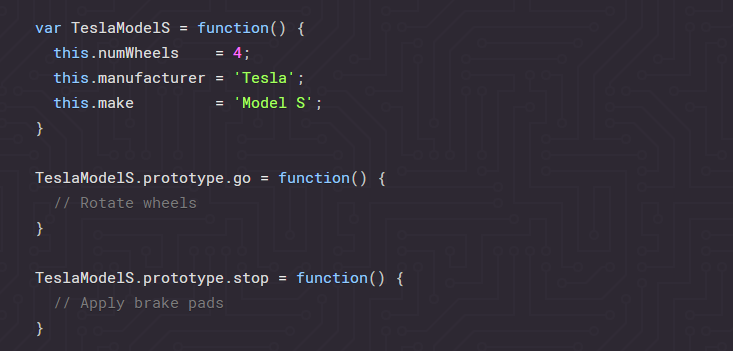 var TeslaModelS = function() {
  this.numWheels    = 4;
  this.manufacturer = 'Tesla';
  this.make         = 'Model S';
}

TeslaModelS.prototype.go = function() {
  // Rotate wheels
}

TeslaModelS.prototype.stop = function() {
  // Apply brake pads
}